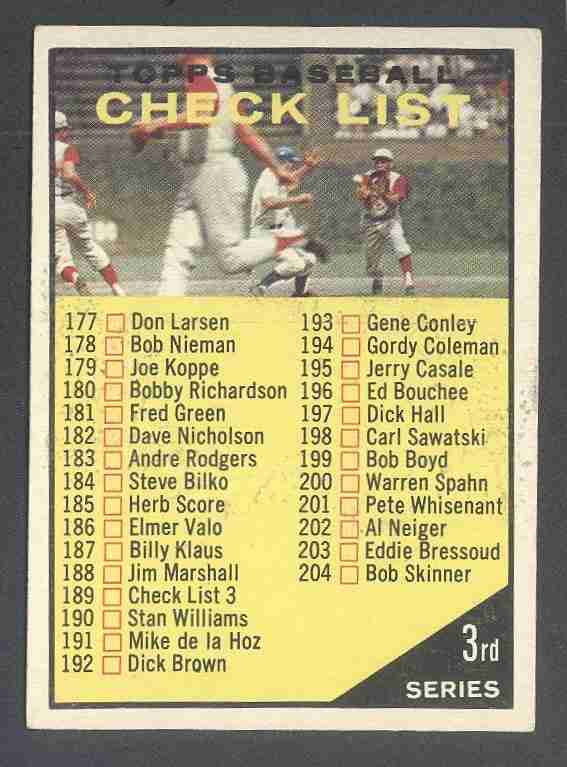 TOPPS BASEBALL
CHECK LIST
177 Don Larsen
178 Bob Nieman
179 Joe Koppe
180 Bobby Richardson
181 Fred Green
182 Dave Nicholson
183 Andre Rodgers
184 Steve Bilko
185 Herb Score
186 Elmer Valo
187 Billy Klaus
188 Jim Marshall
189 Check List 3
190 Stan Williams
191 Mike de la Hoz
192 Dick Brown
193 Gene Conley
194 Gordy Coleman
195 Jerry Casale
196 Ed Bouchee
197 Dick Hall
198 Carl Sawatski
199 Bob Boyd
200 Warren Spahn
201 Pete Whisenant
202 Al Neiger
203 Eddie Bressoud
204 Bob Skinner
3rd
SERIES